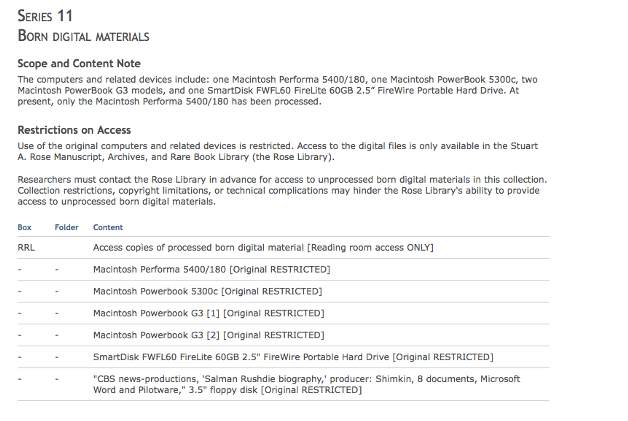 SERIES 11
BORN DIGITAL MATERIALS
Scope and Content Note
The computers and related devices include: one Macintosh Performa 5400/180, one Macintosh PowerBook 5300c, two
Macintosh PowerBook G3 models, and one SmartDisk FWFL60 FireLite 60GB 2.5" FireWire Portable Hard Drive. At
present, only the Macintosh Performa 5400/180 has been processed.
Restrictions on Access
Use of the original computers and related devices is restricted. Access to the digital files is only available in the Stuart
A. Rose Manuscript, Archives, and Rare Book Library (the Rose Library).
Researchers must contact the Rose Library in advance for access to unprocessed born digital materials in this collection.
Collection restrictions, copyright limitations, or technical complications may hinder the Rose Library's ability to provide
access to unprocessed born digital materials.
Box Folder Content
RRL Access copies of processed born digital material [Reading room access ONLY]
- - Macintosh Performa 5400/180 [Original RESTRICTED]
- - Macintosh Powerbook 5300c [Original RESTRICTED]
- - Macintosh Powerbook G3 [1] [Original RESTRICTED]
- - Macintosh Powerbook G3 [2] [Original RESTRICTED]
- - SmartDisk FWFL60 FireLite 60GB 2.5" FireWire Portable Hard Drive [Original RESTRICTED]
- - "CBS news-productions, 'Salman Rushdie biography,' producer: Shimkin, 8 documents, Microsoft
Word and Pilotware," 3.5" floppy disk [Original RESTRICTED]